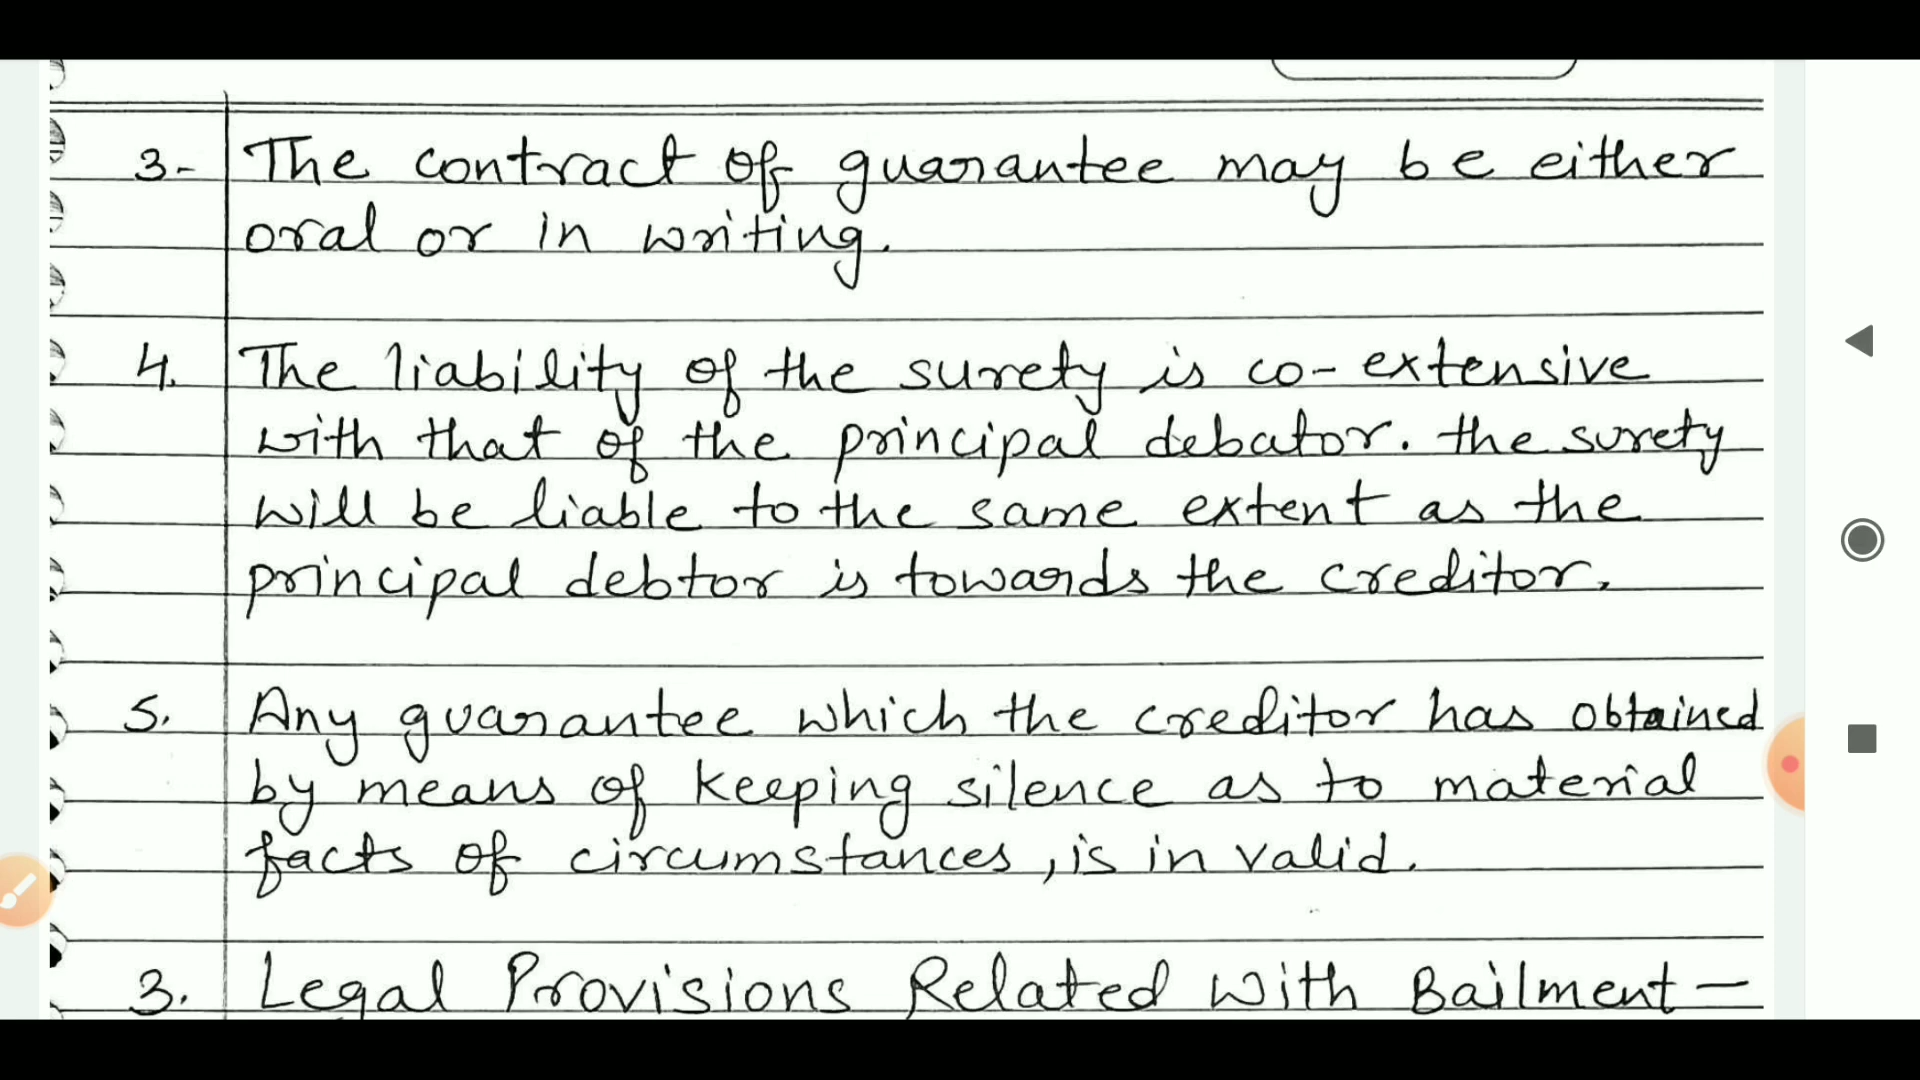 3- The contract of guarantee may be either
oral or in writing.
4. The liability of the surety is co-extensive
with that of the principal debator. the surety
will be liable to the same extent as the
principal debtor is towards the creditor.
5. Any guarantee which the creditor has obtained
by means of keeping silence as to material
facts of circumstances, is in valid.
3. Legal Provisions Related With Bailment-